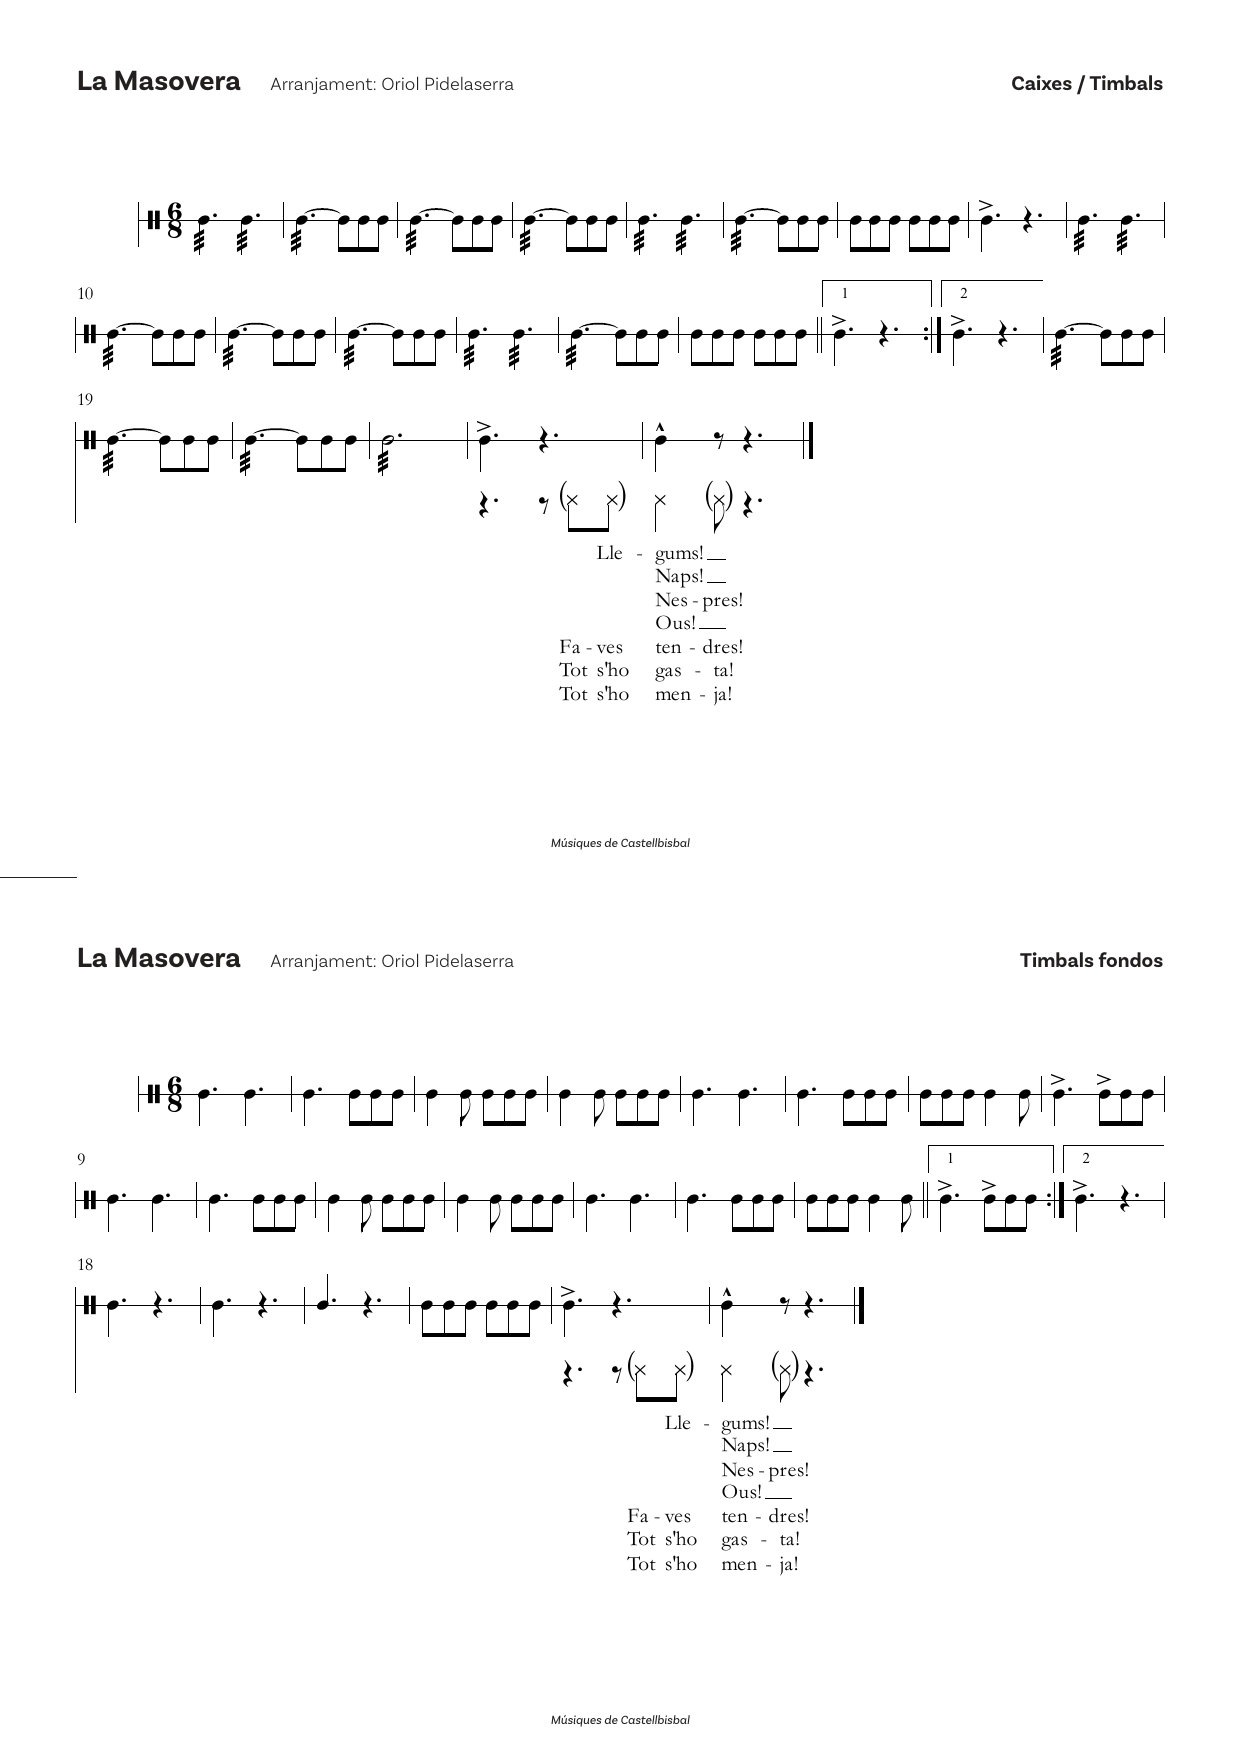 La Masovera Arranjament: Oriol Pidelaserra Caixes / Timbals
6
8
10
1 2
19
Lle - gums!
Naps!
Nes - pres!
Ous!
Fa - ves ten - dres!
Tot s'ho gas - ta!
Tot s'ho men - ja!
Músiques de Castellbisbal
La Masovera Arranjament: Oriol Pidelaserra Timbals fondos
6
8
9
1 2
18
Lle - gums!
Naps!
Nes - pres!
Ous!
Fa - ves ten - dres!
Tot s'ho gas - ta!
Tot s'ho men - ja!
Músiques de Castellbisbal